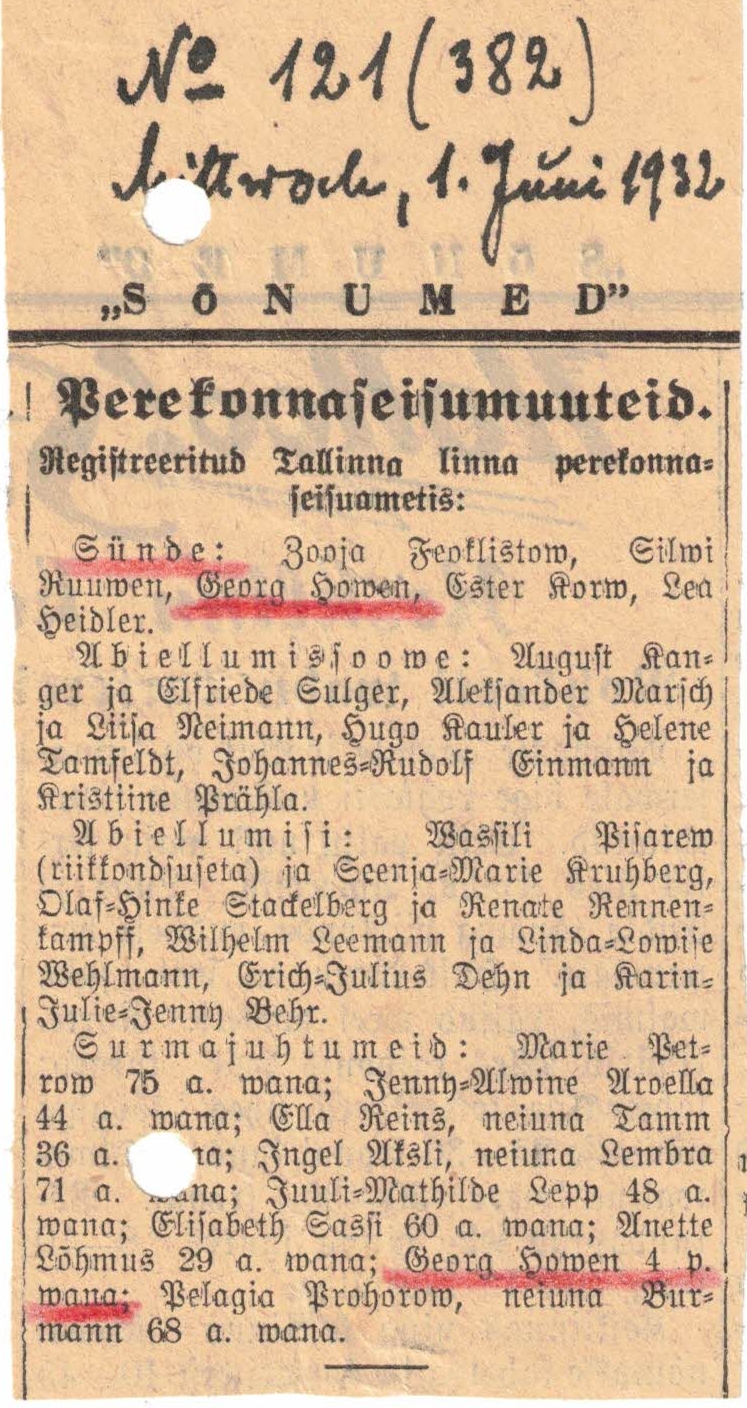 No 121 (382)
Mittwoch, 1. Juni 1932
„SÕNUMED”
Perekonnaseisumuuteid.
Registreeritud Tallinna linna perekonna-
seisuametis:
Sünde: Zooja Feoklistow, Silwi
Ruuwen, Georg Howen, Ester Korw, Lea
Heidler.
Abiellumissoowe: August Kan-
ger ja Elfriede Sulger, Aleksander Marsch
ja Liisa Neimann, Hugo Kauler ja Helene
Tamfeldt, Johannes-Rudolf Einmann ja
Kristiine Prähla.
Abiellumisi: Wassili Pisarew
(riikkondsuseta) ja Seenja-Marie Kruhberg,
Olaf-Hinke Stackelberg ja Renate Rennen-
kampff, Wilhelm Leemann ja Linda-Lowise
Wehlmann, Erich-Julius Dehn ja Karin-
Julie-Jenny Behr.
Surmajuhtumeid: Marie Pet-
row 75 a. wana; Jenny-Alwine Aroella
44 a. wana; Ella Reins, neiuna Tamm
36 a. wana; Ingel Aksli, neiuna Lembra
71 a. wana; Juuli-Mathilde Lepp 48 a.
wana; Elisabeth Sassi 60 a. wana; Anette
Lõhmus 29 a. wana; Georg Howen 4 p.
wana; Pelagia Prohorow, neiuna Bur-
mann 68 a. wana.